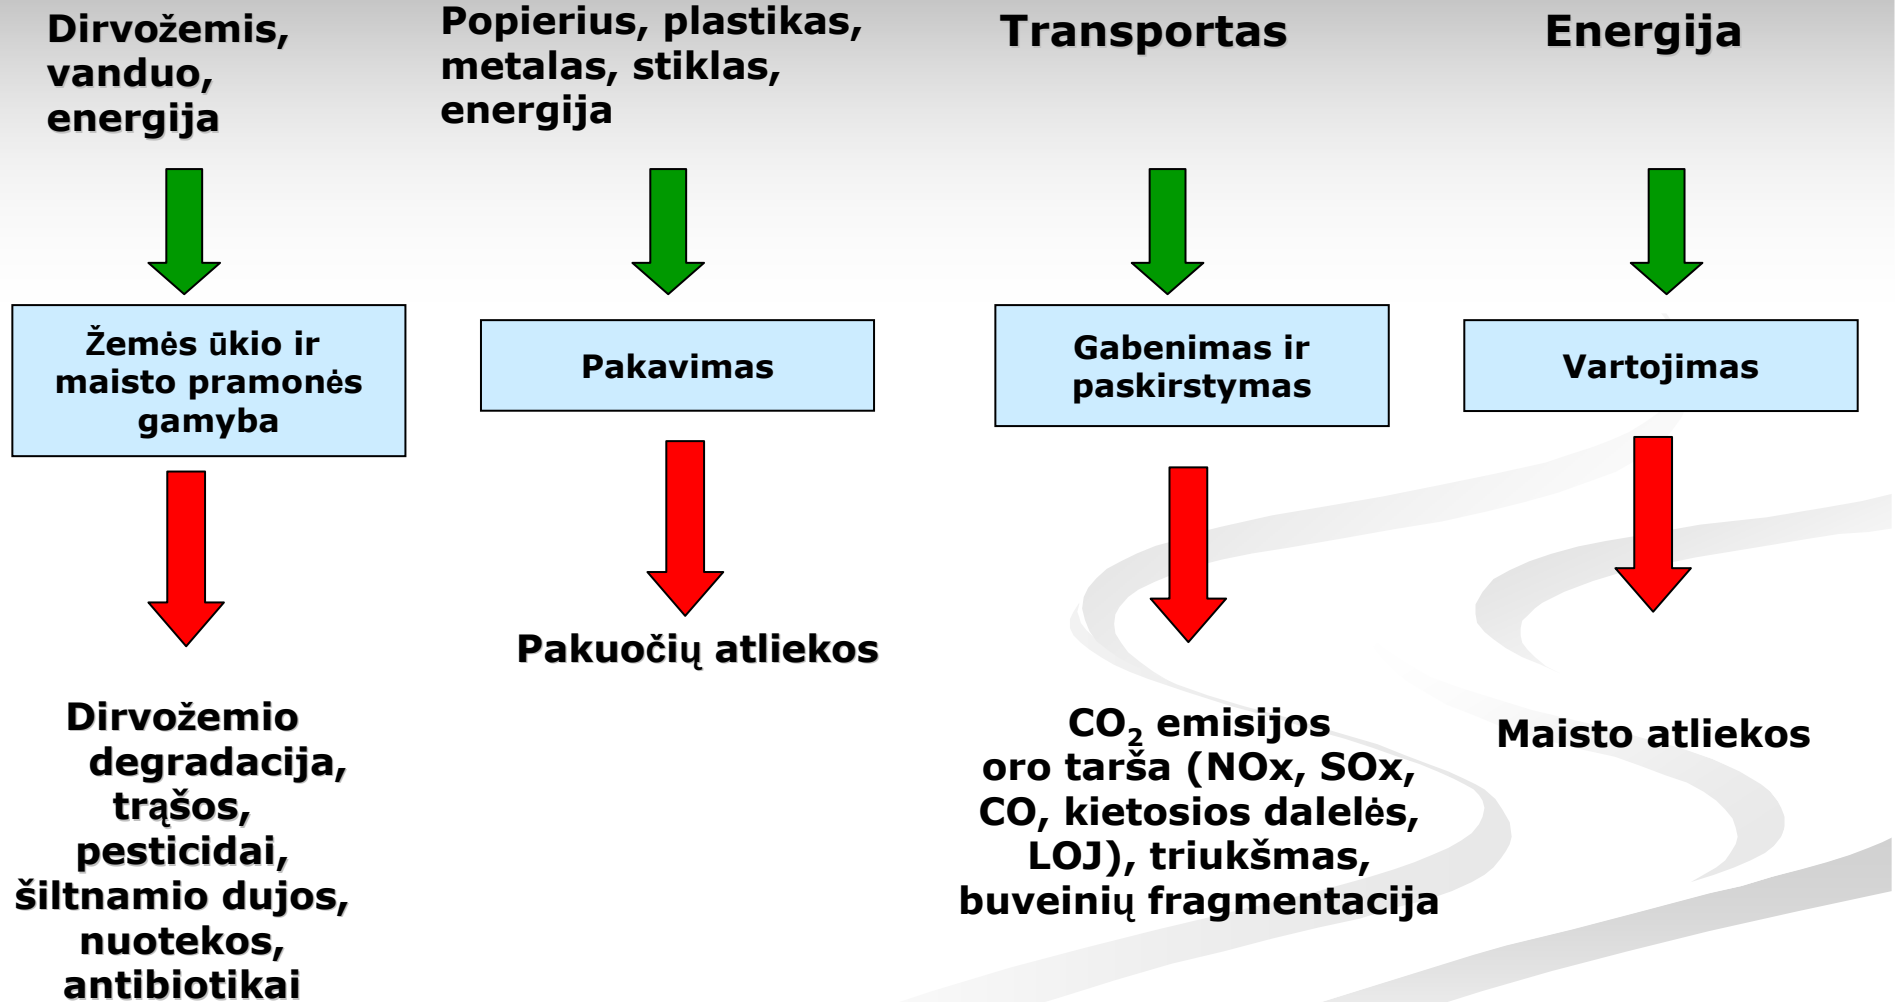 Dirvožemis,
vanduo,
energija
Popierius, plastikas,
metalas, stiklas,
energija
Transportas
Energija
Žemės ūkio ir
maisto pramonės
gamyba
Pakavimas
Gabenimas ir
paskirstymas
Vartojimas
Dirvožemio
degradacija,
trąšos,
pesticidai,
šiltnamio dujos,
nuotekos,
antibiotikai
Pakuočių atliekos
CO₂ emisijos
oro tarša (NOx, SOx,
CO, kietosios dalelės,
LOJ), triukšmas,
buveinių fragmentacija
Maisto atliekos